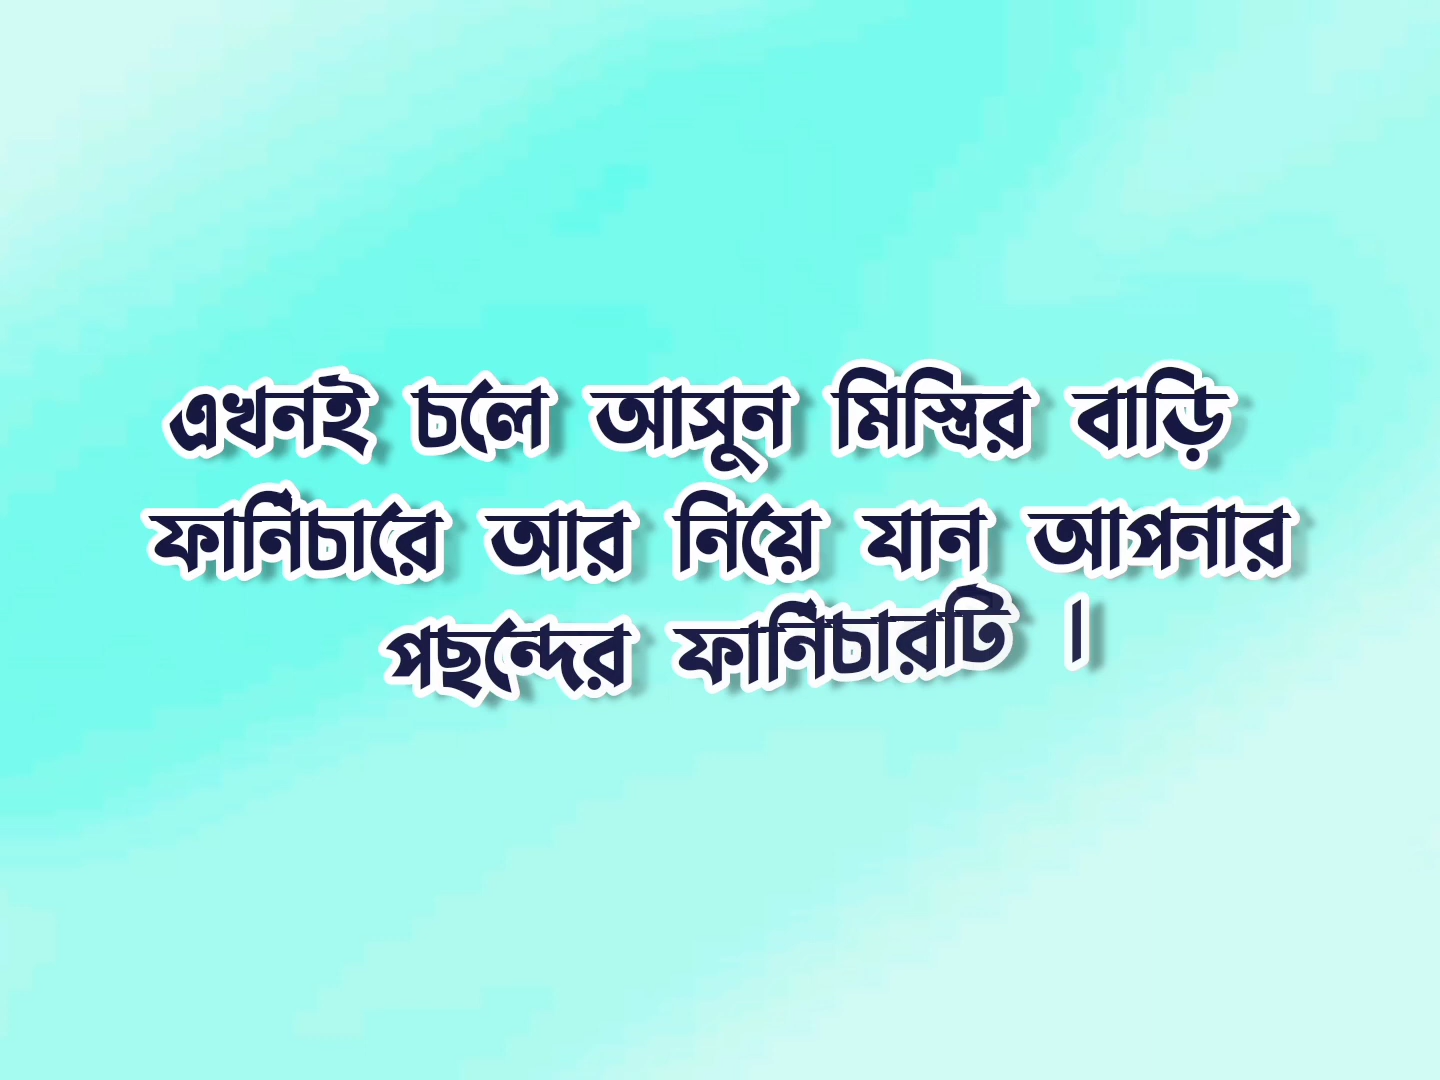 এখনই চলে আসুন মিস্ত্রির বাড়ি
ফার্নিচারে আর নিয়ে যান আপনার
পছন্দের ফার্নিচারটি ।